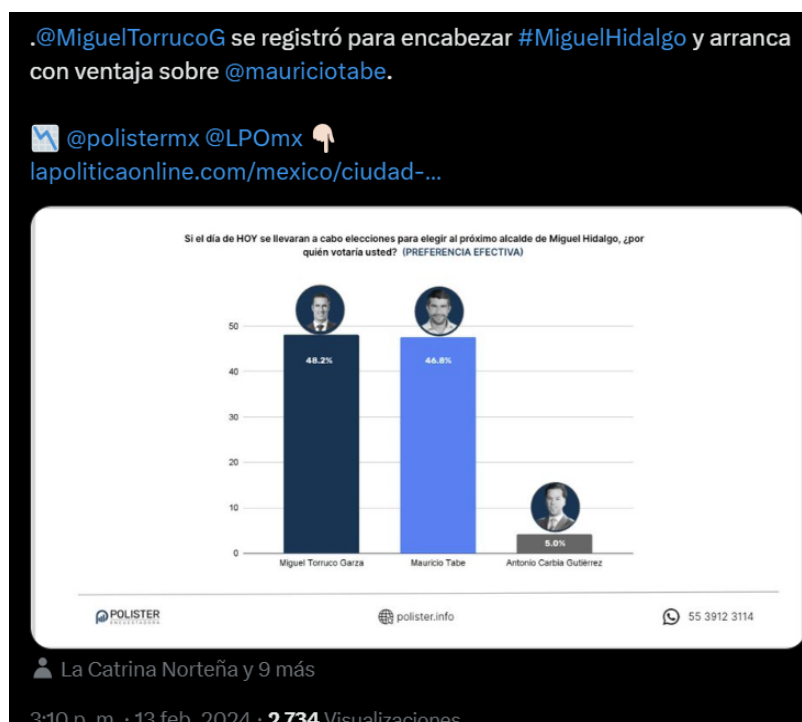 .@MiguelTorrucoG se registró para encabezar #MiguelHidalgo y arranca
con ventaja sobre @mauriciotabe.
@polistermx @LPOmx
lapoliticaonline.com/mexico/ciudad-...
Si el día de HOY se llevaran a cabo elecciones para elegir al próximo alcalde de Miguel Hidalgo, ¿por
quién votaría usted? (PREFERENCIA EFECTIVA)
50
40
30
20
10
0
48.2%
46.8%
5.0%
Miguel Torruco Garza
Mauricio Tabe
Antonio Carbia Gutiérrez
POLISTER
ENCUESTADORA
polister.info
55 3912 3114
La Catrina Norteña y 9 más
3:10 p. m. · 13 feb. 2024 · 2,734 Visualizaciones